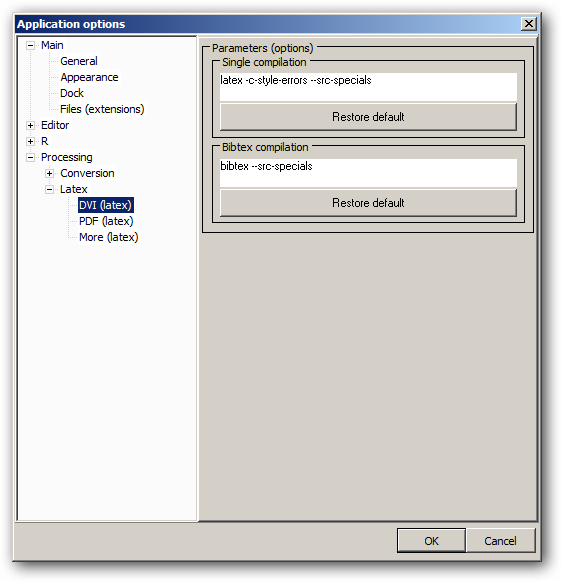 Application options
Main
General
Appearance
Dock
Files (extensions)
Editor
R
Processing
Conversion
Latex
DVI (latex)
PDF (latex)
More (latex)
Parameters (options)
Single compilation
latex -c-style-errors --src-specials
Restore default
Bibtex compilation
bibtex --src-specials
Restore default
OK
Cancel